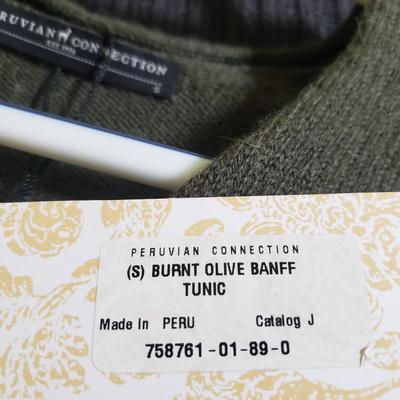 PERUVIAN CONNECTION
S
PERUVIAN CONNECTION
(S) BURNT OLIVE BANFF
TUNIC
Made In PERU Catalog J
758761-01-89-0